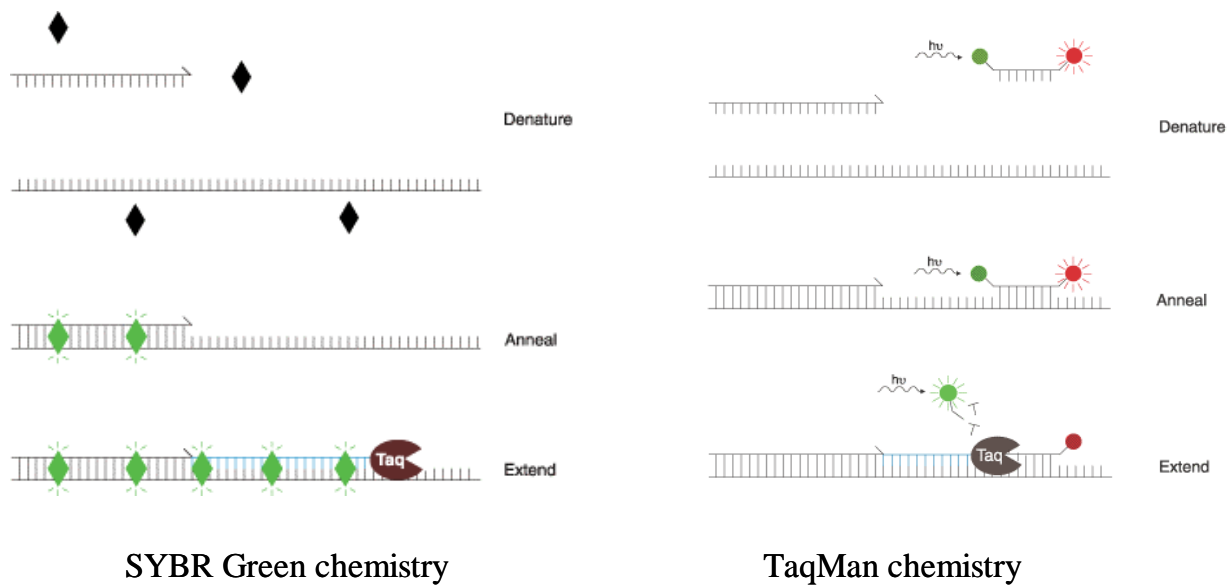 Denature
Anneal
Taq
Extend
SYBR Green chemistry
hυ
Denature
hυ
Anneal
hυ
Taq
Extend
TaqMan chemistry